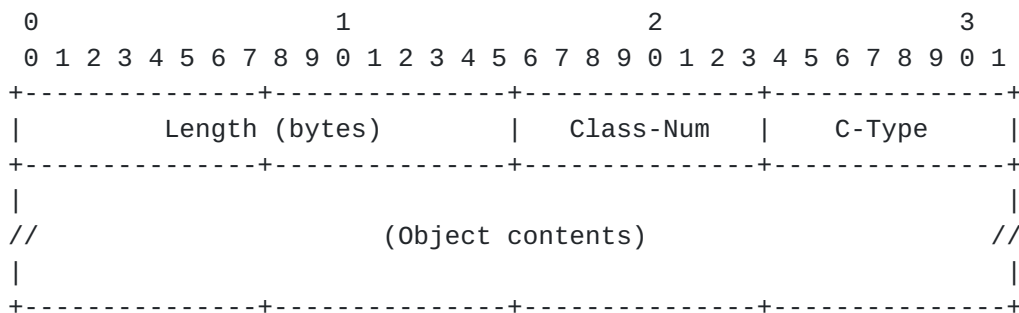 0                   1                   2                   3
 0 1 2 3 4 5 6 7 8 9 0 1 2 3 4 5 6 7 8 9 0 1 2 3 4 5 6 7 8 9 0 1
+---------------+---------------+---------------+---------------+
|         Length (bytes)        |   Class-Num   |    C-Type     |
+---------------+---------------+---------------+---------------+
|                                                               |
//                      (Object contents)                      //
|                                                               |
+---------------+---------------+---------------+---------------+